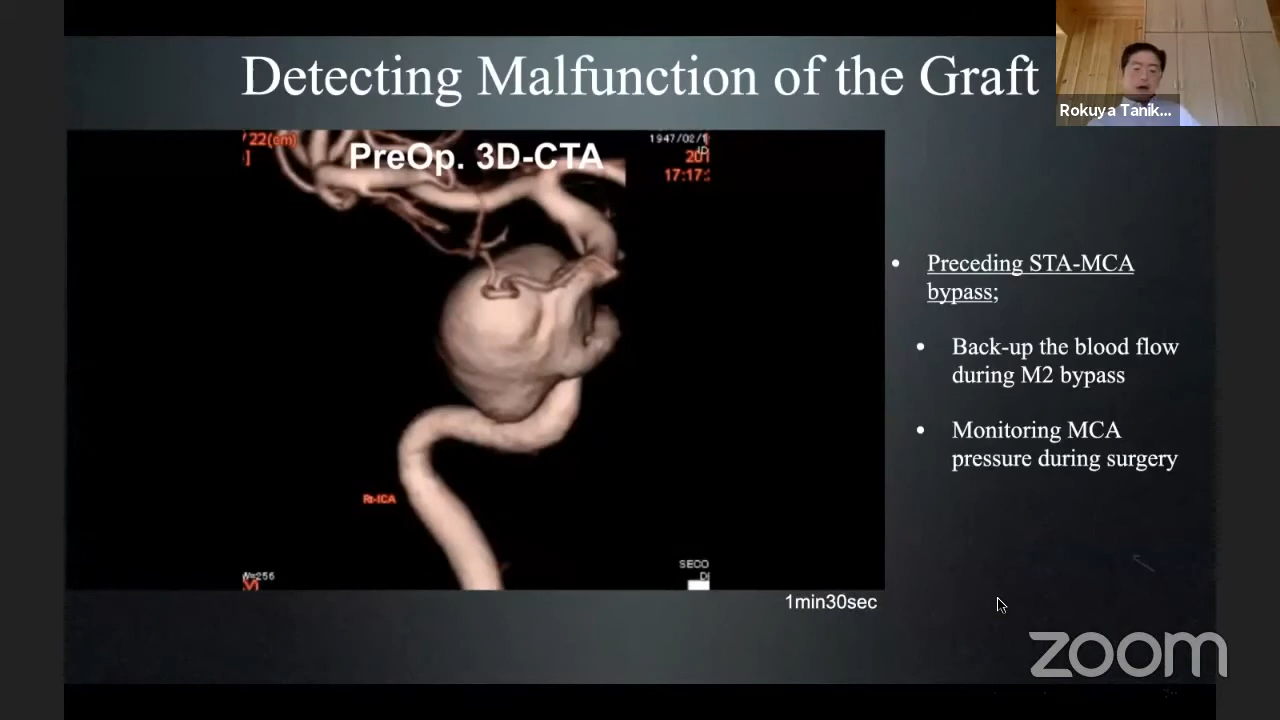 Detecting Malfunction of the Graft
Rokuya Tanik...
22(cm)
PreOp. 3D-CTA
1947/02/1
201
17:17:
• Preceding STA-MCA
bypass;
• Back-up the blood flow
during M2 bypass
• Monitoring MCA
pressure during surgery
Rt-ICA
W=256
SECO
1min30sec
zoom